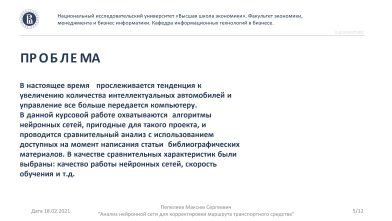 Национальный исследовательский университет «Высшая школа экономики». Факультет экономики,
менеджмента и бизнес информатики. Кафедра информационных технологий в бизнесе.
ПРОБЛЕМА
В настоящее время прослеживается тенденция к
увеличению количества интеллектуальных автомобилей и
управление все больше передается компьютеру.
В данной курсовой работе охватываются алгоритмы
нейронных сетей, пригодные для такого проекта, и
проводится сравнительный анализ с использованием
доступных на момент написания статьи библиографических
материалов. В качестве сравнительных характеристик были
выбраны: качество работы нейронных сетей, скорость
обучения и т.д.
Дата 18.02.2021
Пепеляев Максим Сергеевич
"Анализ нейронной сети для корректировки маршрута транспортного средства"
5/12